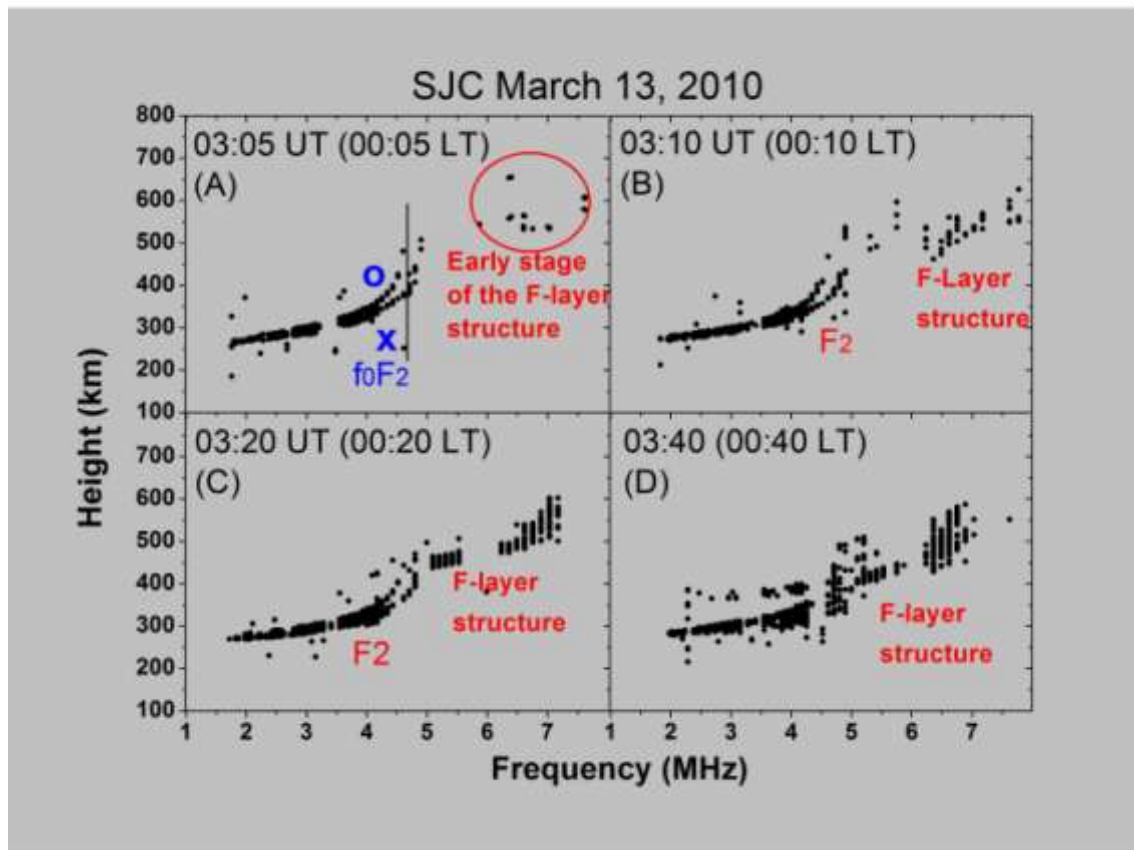 SJC March 13, 2010
800
700
600
500
400
300
200
100
03:05 UT (00:05 LT)
(A)
O
X
f0F2
Early stage
of the F-layer
structure
03:10 UT (00:10 LT)
(B)
F-Layer
structure
F2
Height (km)
700
600
500
400
300
200
100
03:20 UT (00:20 LT)
(C)
F-layer
structure
F2
03:40 (00:40 LT)
(D)
F-layer
structure
1 2 3 4 5 6 7 1 2 3 4 5 6 7
Frequency (MHz)